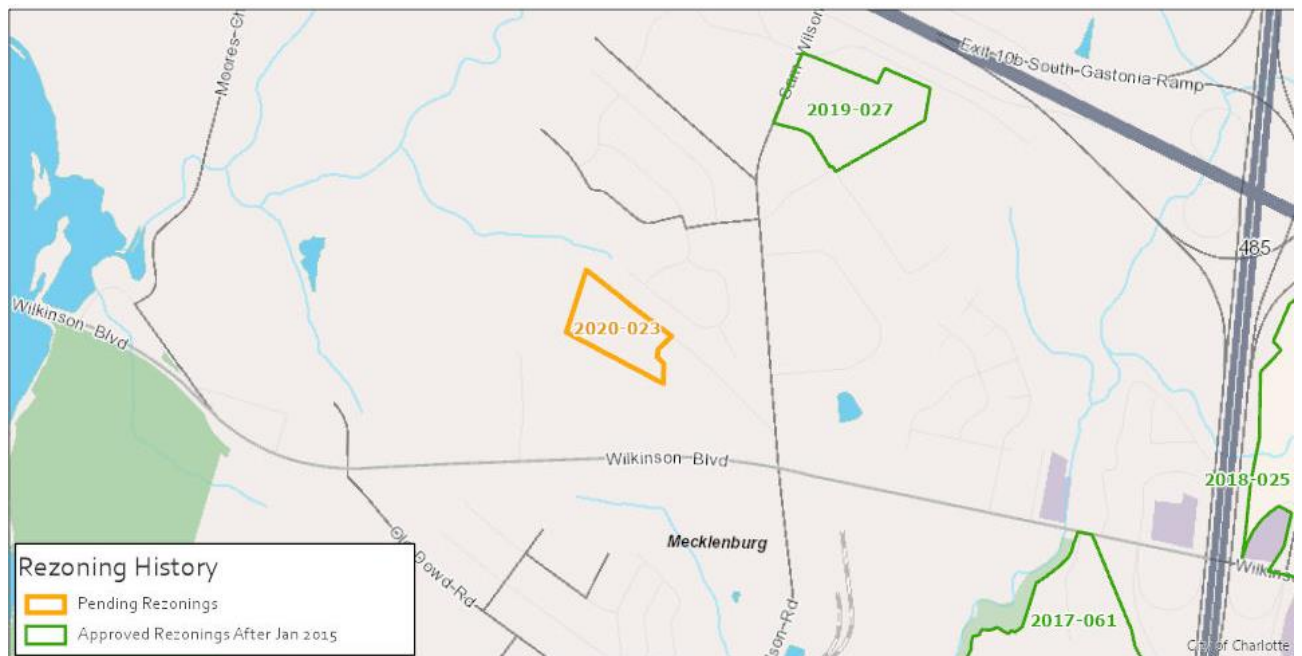 Moores-Ch
Sam-Wilson
Exit-10b-South-Gastonia-Ramp
2019-027
485
Wilkinson-Blvd
2020-023
Wilkinson-Blvd
2018-025
Mecklenburg
Old-Dowd-Rd
lson-Rd
Wilkins
2017-061
Rezoning History
Pending Rezonings
Approved Rezonings After Jan 2015
City of Charlotte